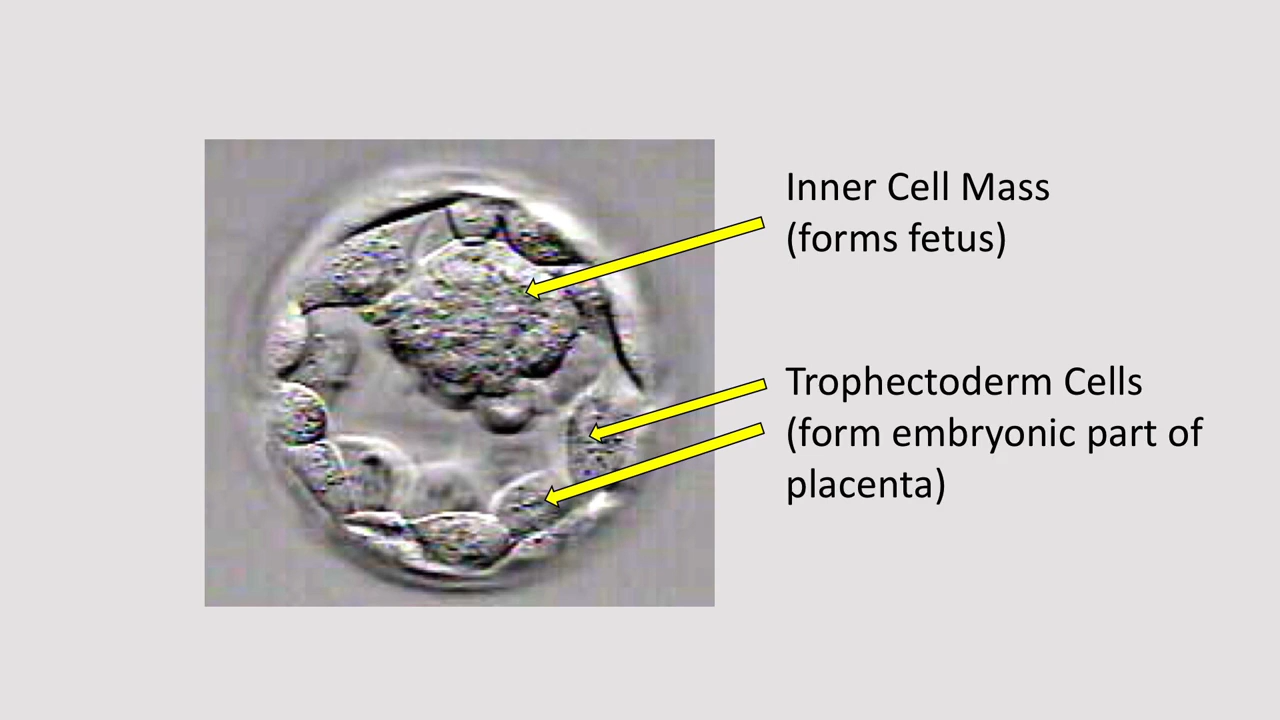 Inner Cell Mass
(forms fetus)
Trophectoderm Cells
(form embryonic part of
placenta)